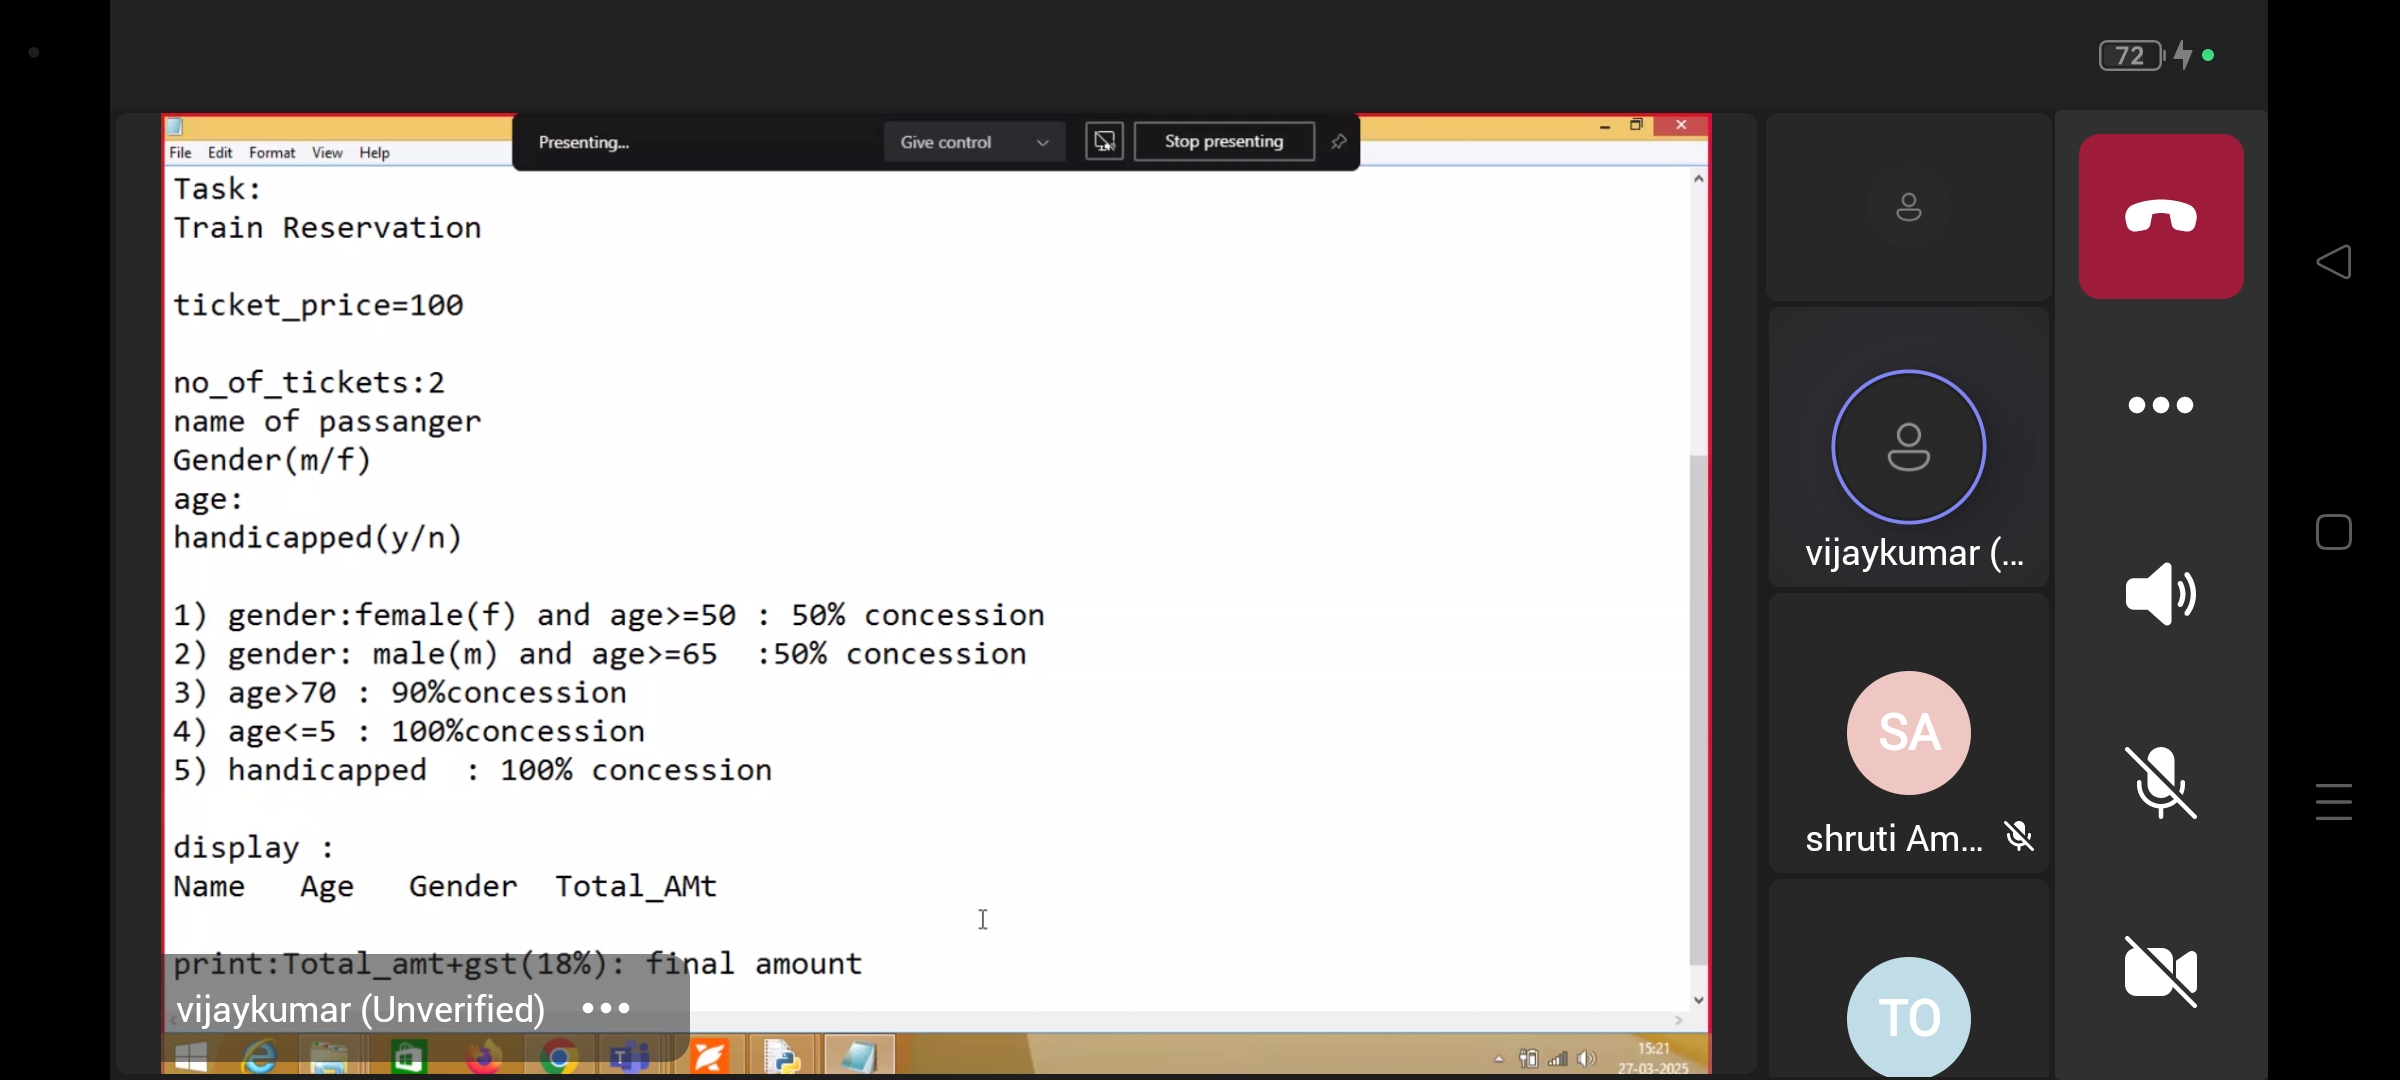 72
Presenting...
Give control
Stop presenting
File Edit Format View Help
Task:
Train Reservation
ticket_price=100
no_of_tickets:2
name of passanger
Gender(m/f)
age:
handicapped(y/n)
1) gender:female(f) and age>=50 : 50% concession
2) gender: male(m) and age>=65  :50% concession
3) age>70 : 90%concession
4) age<=5 : 100%concession
5) handicapped  : 100% concession
display :
Name   Age   Gender  Total_AMt
print:Total_amt+gst(18%): final amount
vijaykumar (Unverified) •••
15:21
27-03-2025
vijaykumar (...
SA
shruti Am...
TO